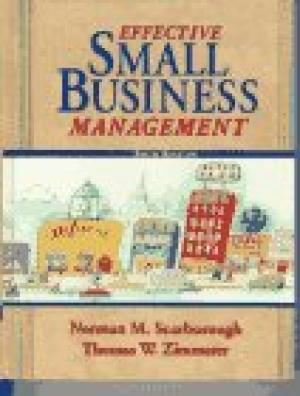 EFFECTIVE
SMALL
BUSINESS
MANAGEMENT
Norman M. Scarborough
Thomas W. Zimmerer